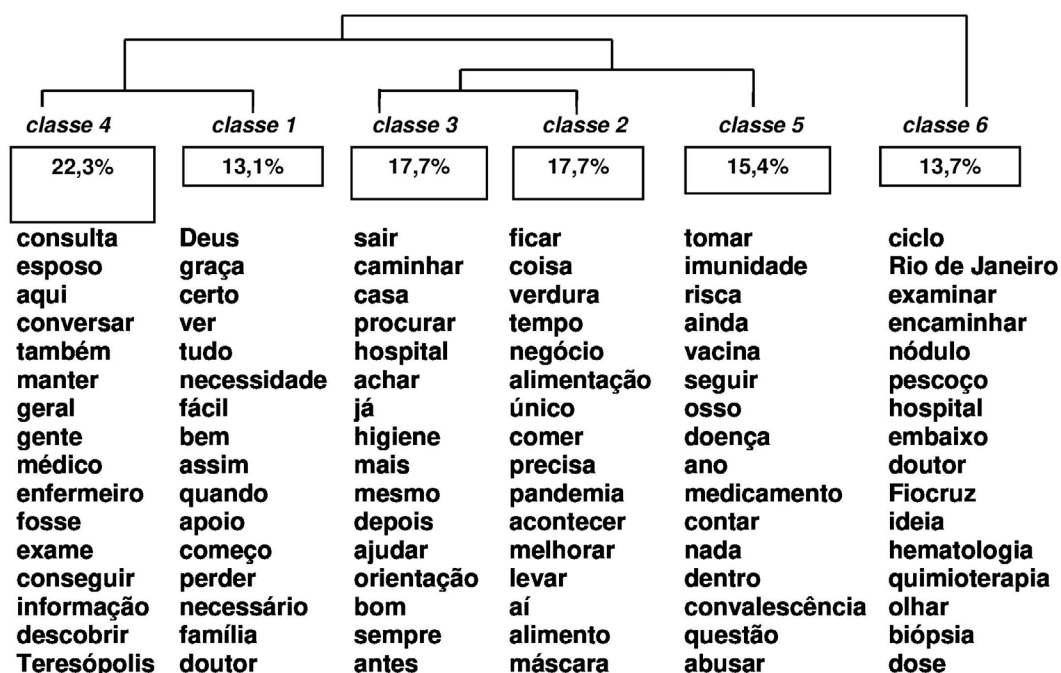 classe 4 classe 1 classe 3 classe 2 classe 5 classe 6
22,3% 13,1% 17,7% 17,7% 15,4% 13,7%
consulta Deus sair ficar tomar ciclo
esposo graça caminhar coisa imunidade Rio de Janeiro
aqui certo casa verdura risca examinar
conversar ver procurar tempo ainda encaminhar
também tudo hospital negócio vacina nódulo
manter necessidade achar alimentação seguir pescoço
geral fácil já único osso hospital
gente bem higiene comer doença embaixo
médico assim mais precisa ano doutor
enfermeiro quando mesmo pandemia medicamento Fiocruz
fosse apoio depois acontecer contar ideia
exame começo ajudar melhorar nada hematologia
conseguir perder orientação levar dentro quimioterapia
informação necessário bom aí convalescência olhar
descobrir família sempre alimento questão biópsia
Teresópolis doutor antes máscara abusar dose